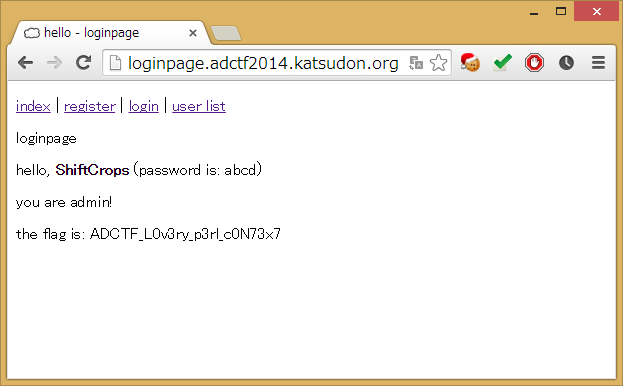 hello - loginpage
loginpage.adctf2014.katsudon.org
index | register | login | user list
loginpage
hello, ShiftCrops (password is: abcd)
you are admin!
the flag is: ADCTF_L0v3ry_p3rl_c0N73x7